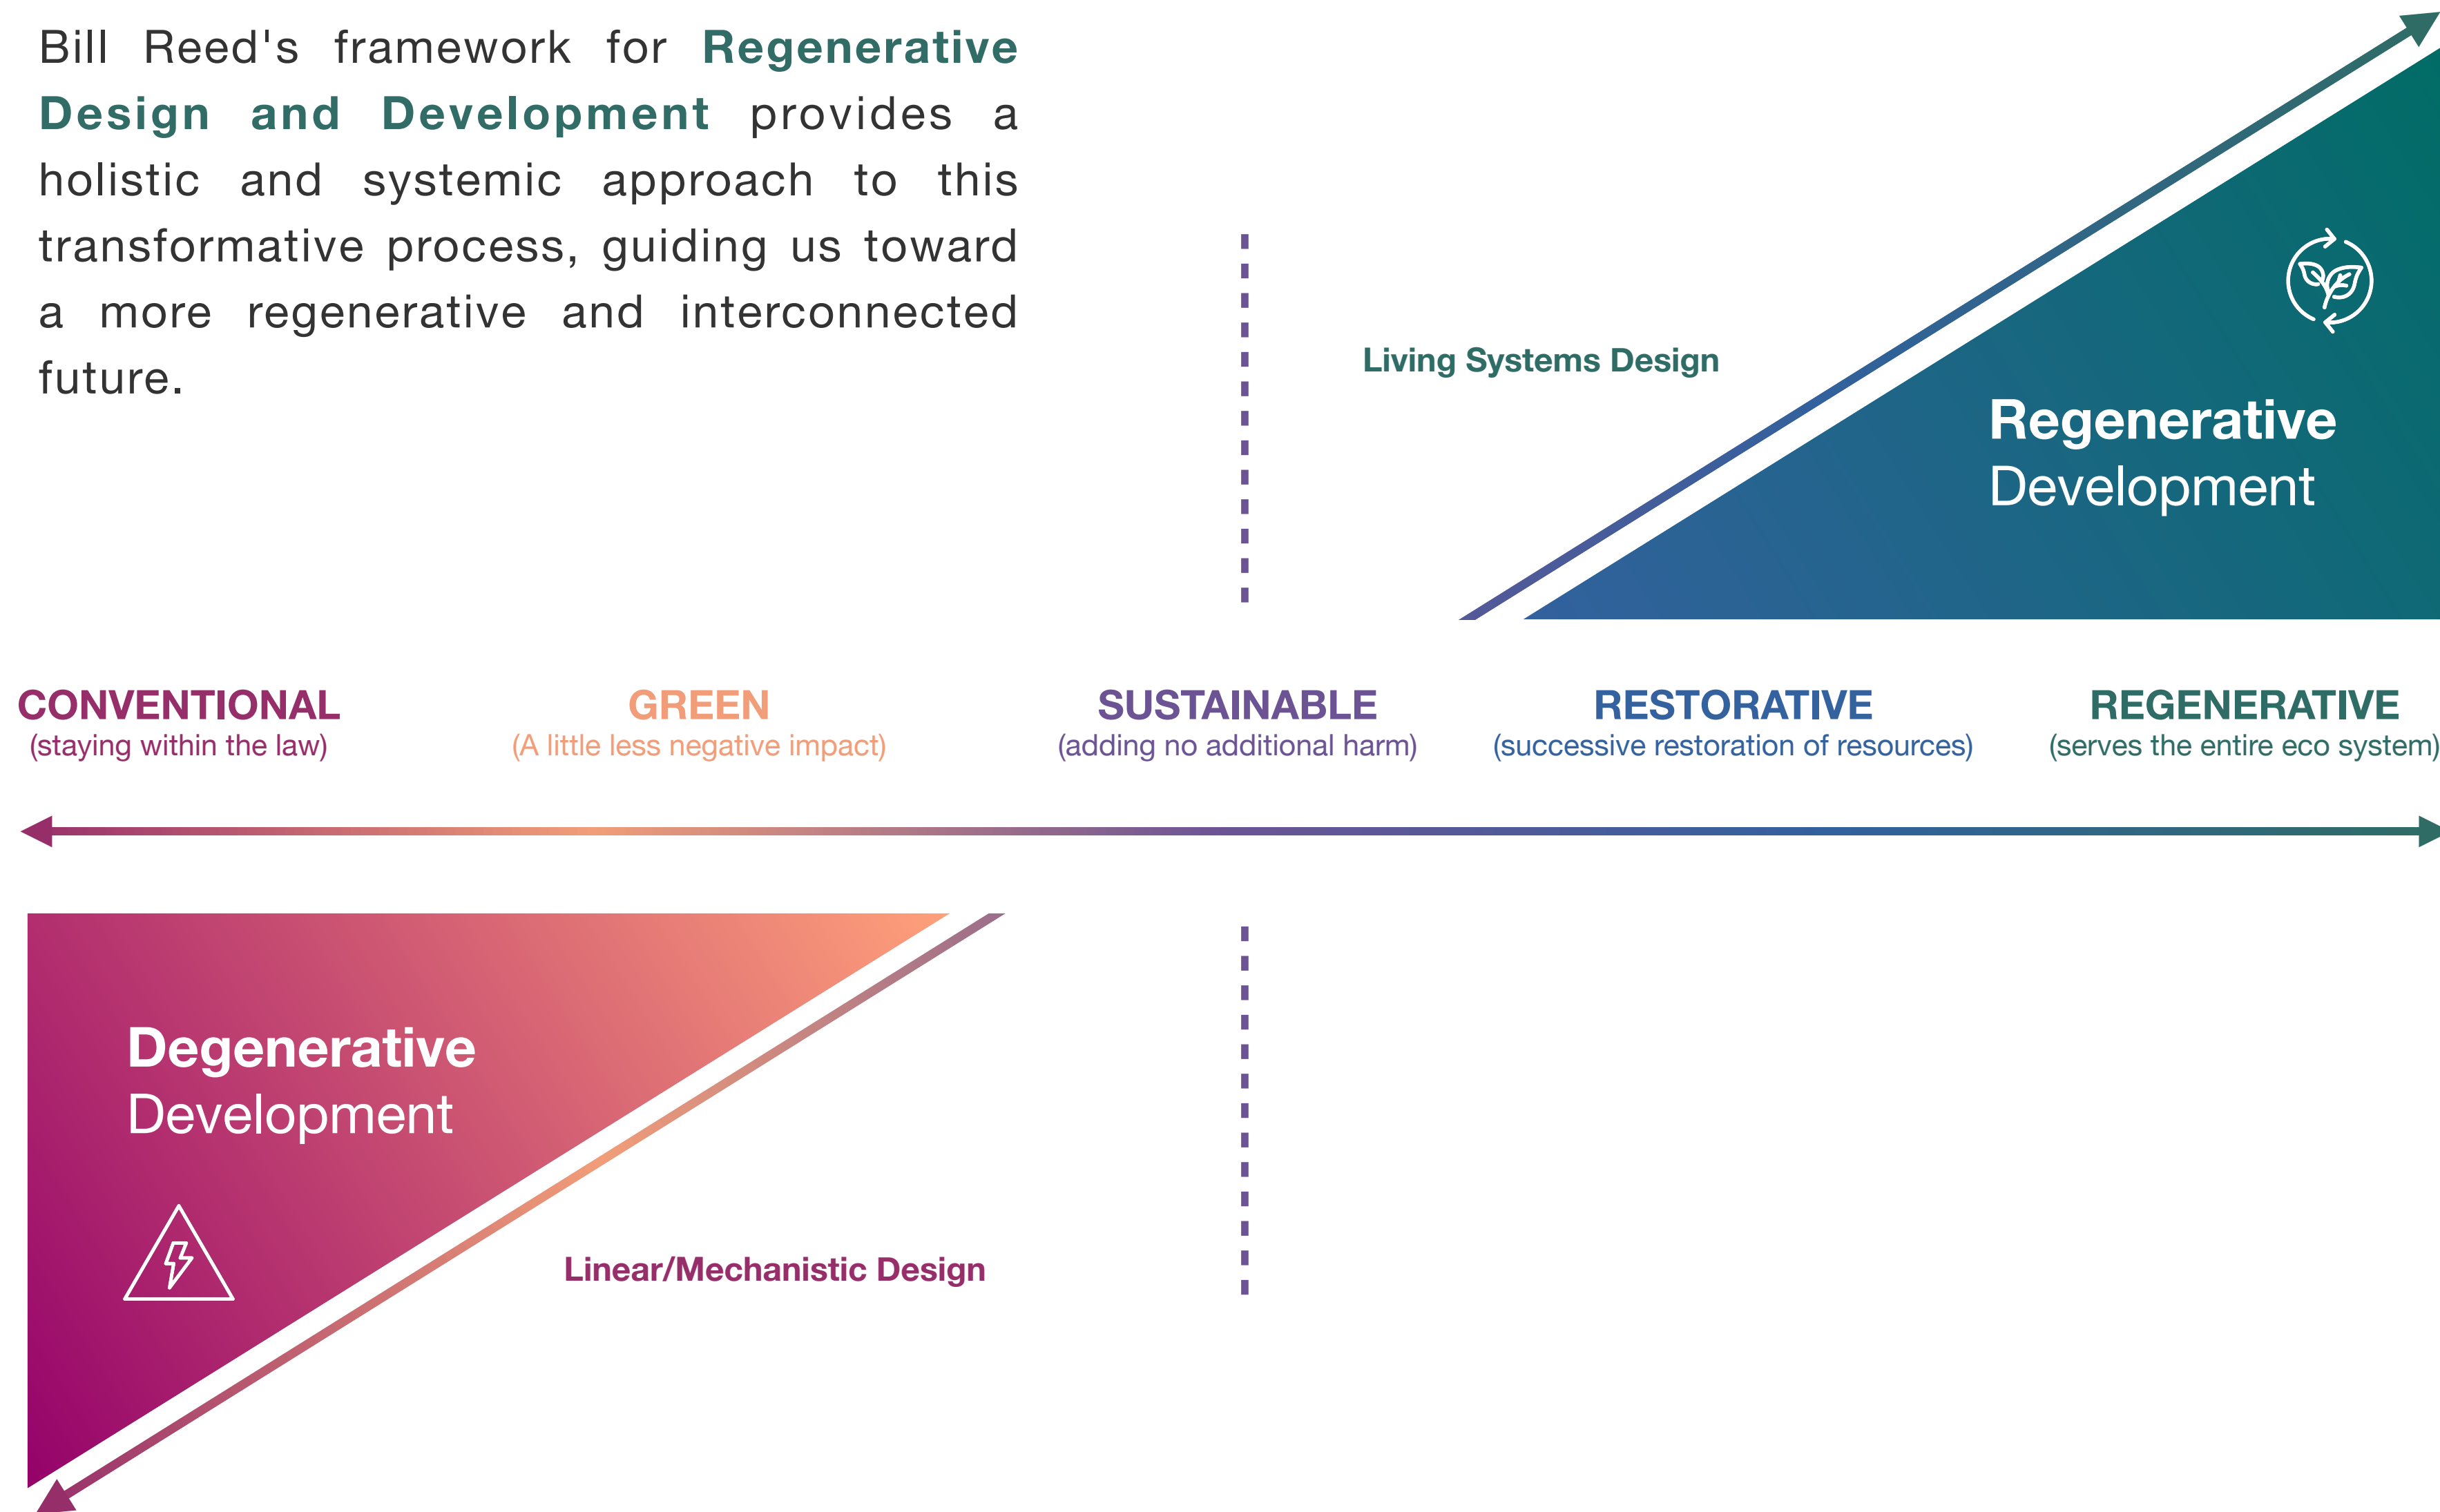 Bill Reed's framework for Regenerative
Design and Development provides a
holistic and systemic approach to this
transformative process, guiding us toward
a more regenerative and interconnected
future.
Living Systems Design
Regenerative
Development
CONVENTIONAL
(staying within the law)
GREEN
(A little less negative impact)
SUSTAINABLE
(adding no additional harm)
RESTORATIVE
(successive restoration of resources)
REGENERATIVE
(serves the entire eco system)
Degenerative
Development
Linear/Mechanistic Design